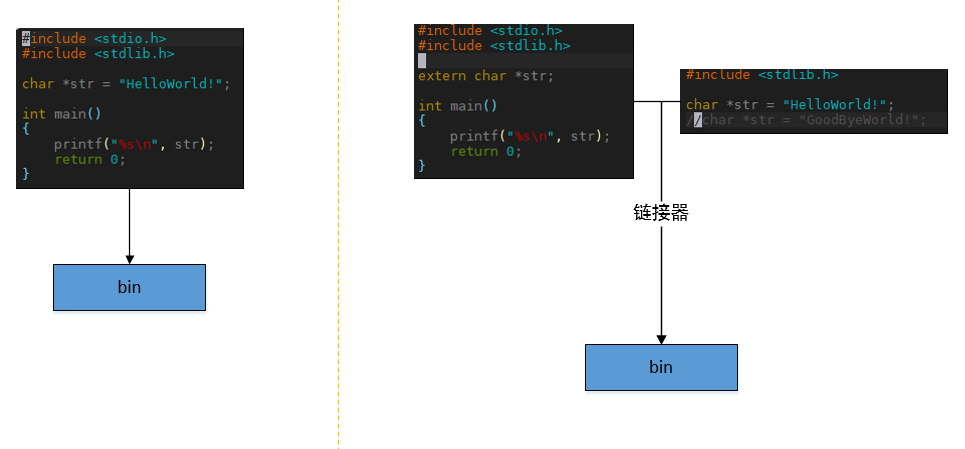 #include <stdio.h>
#include <stdlib.h>
char *str = "HelloWorld!";
int main()
{
printf("%s\n", str);
return 0;
}
bin
#include <stdio.h>
#include <stdlib.h>
extern char *str;
int main()
{
printf("%s\n", str);
return 0;
}
#include <stdlib.h>
char *str = "HelloWorld!";
//char *str = "GoodByeWorld!";
链接器
bin